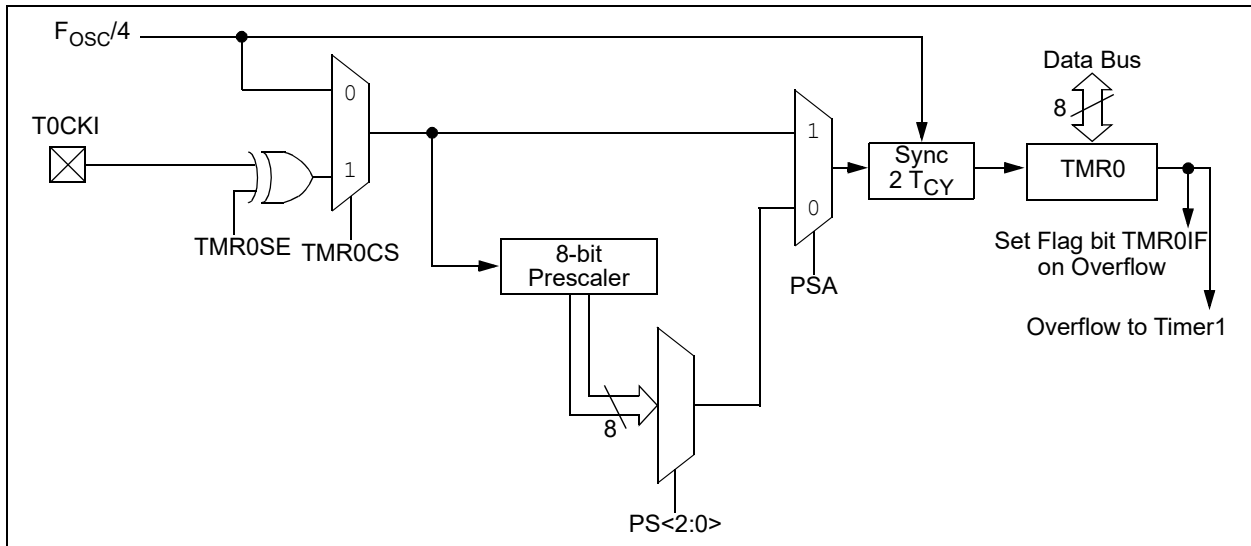 FOSC/4
Data Bus
8
T0CKI
0
1
1
0
Sync
2 TCY
TMR0
TMR0SE
TMR0CS
8-bit
Prescaler
PSA
Set Flag bit TMR0IF
on Overflow
Overflow to Timer1
8
PS<2:0>